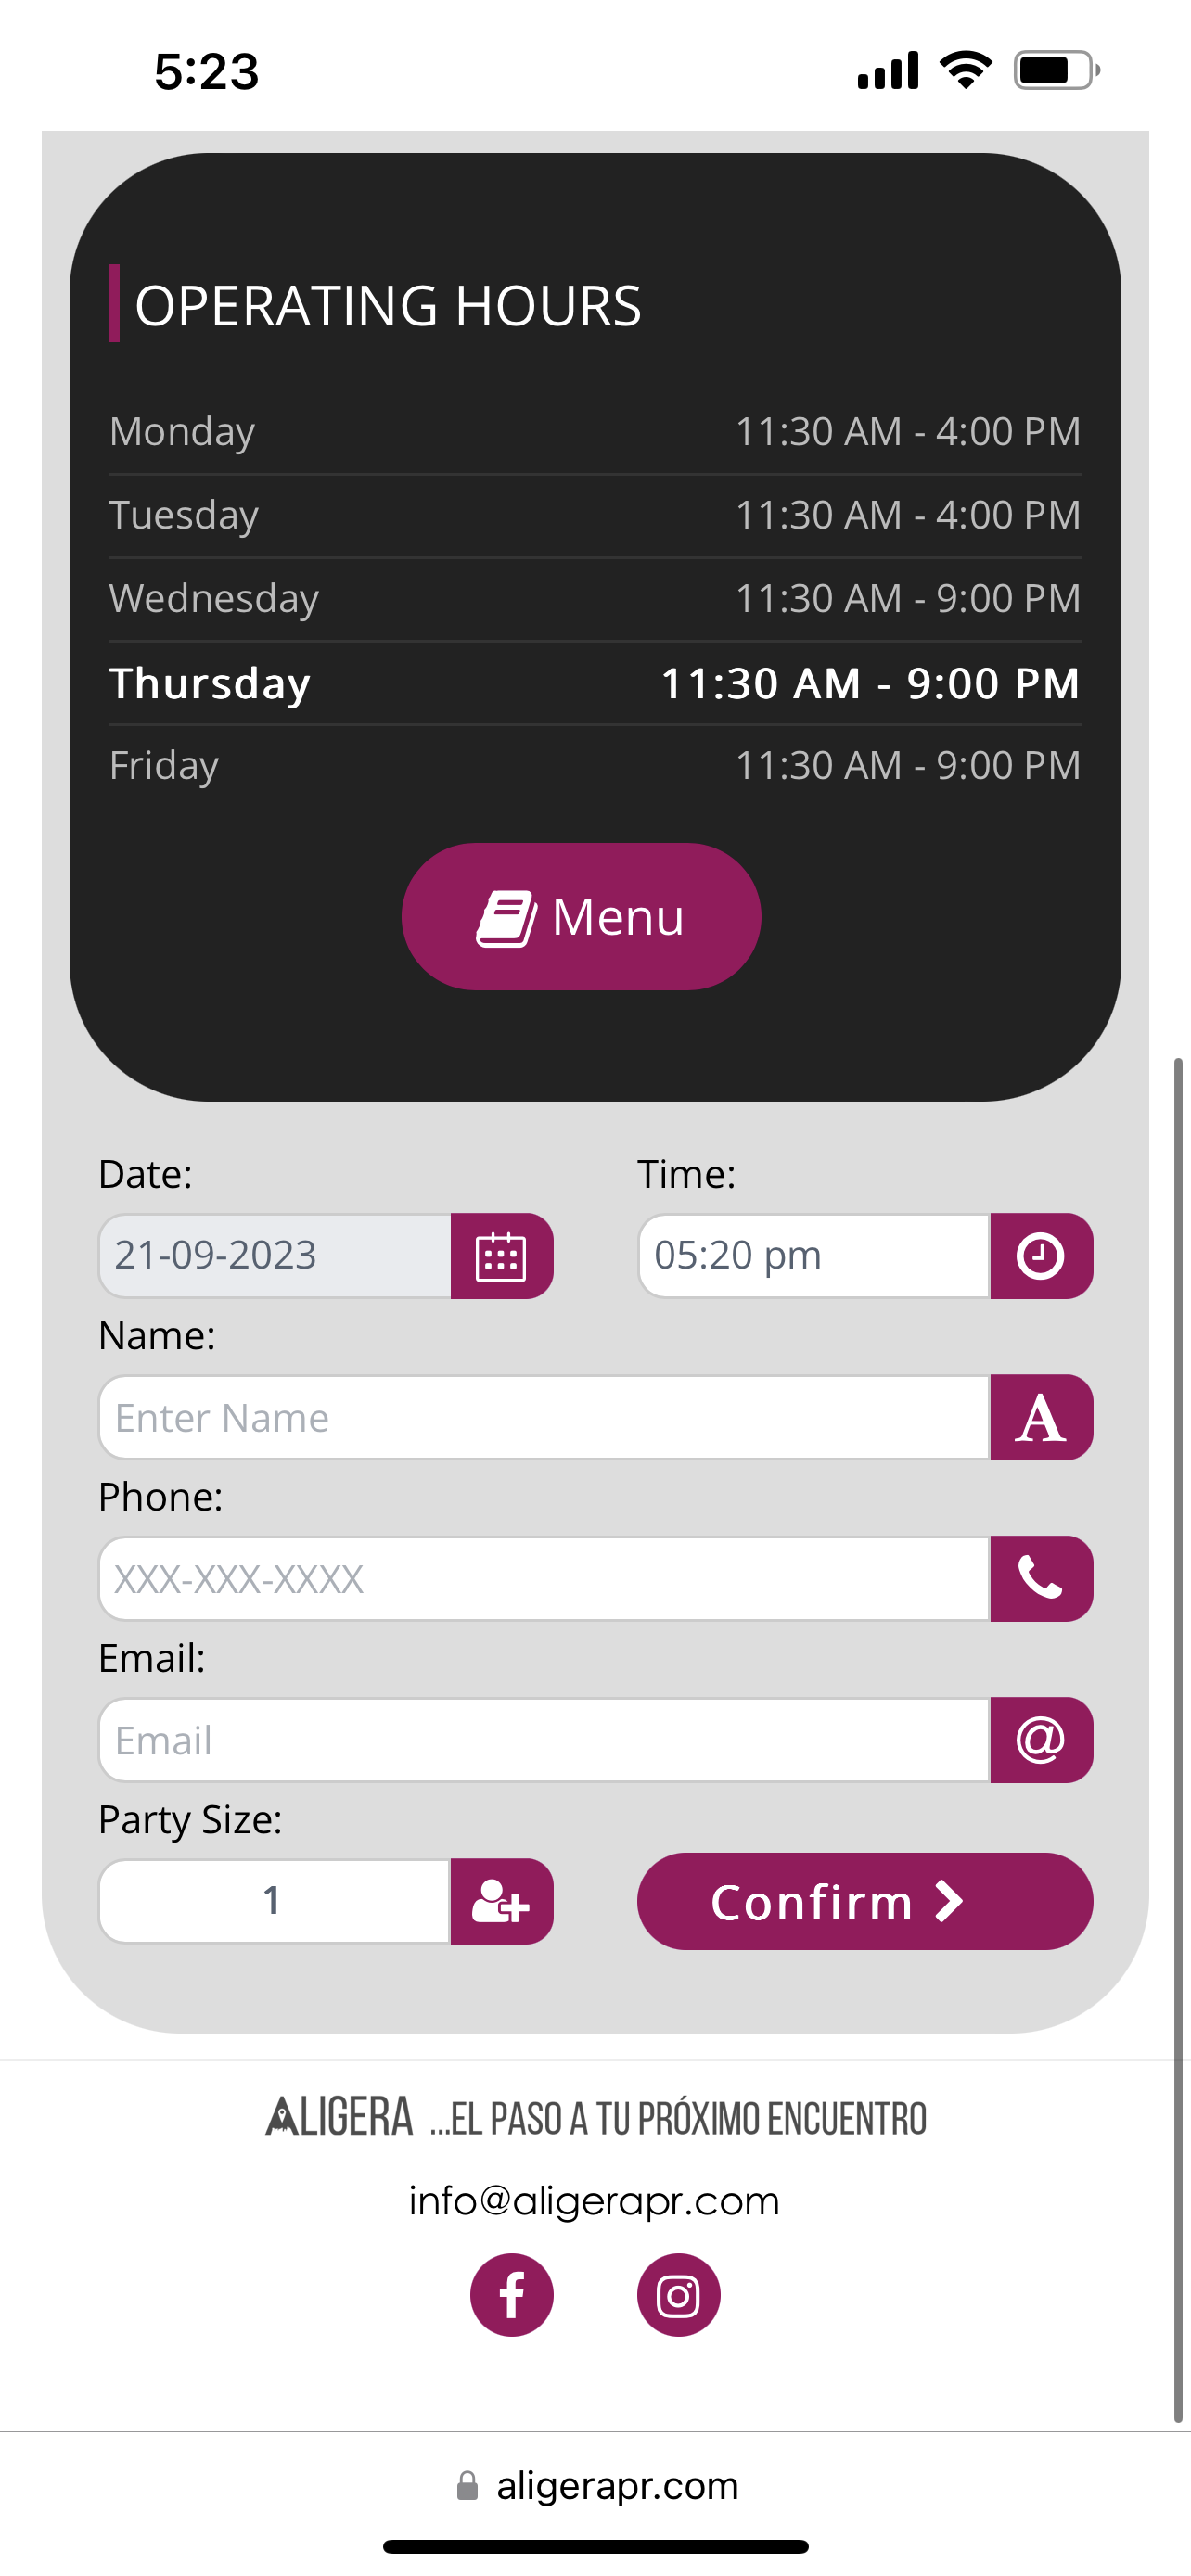 5:23
OPERATING HOURS
Monday 11:30 AM - 4:00 PM
Tuesday 11:30 AM - 4:00 PM
Wednesday 11:30 AM - 9:00 PM
Thursday 11:30 AM - 9:00 PM
Friday 11:30 AM - 9:00 PM
Menu
Date: Time:
21-09-2023 05:20 pm
Name:
Enter Name
Phone:
XXX-XXX-XXXX
Email:
Email @
Party Size:
1 Confirm
ALIGERA ...EL PASO A TU PRÓXIMO ENCUENTRO
info@aligerapr.com
aligerapr.com